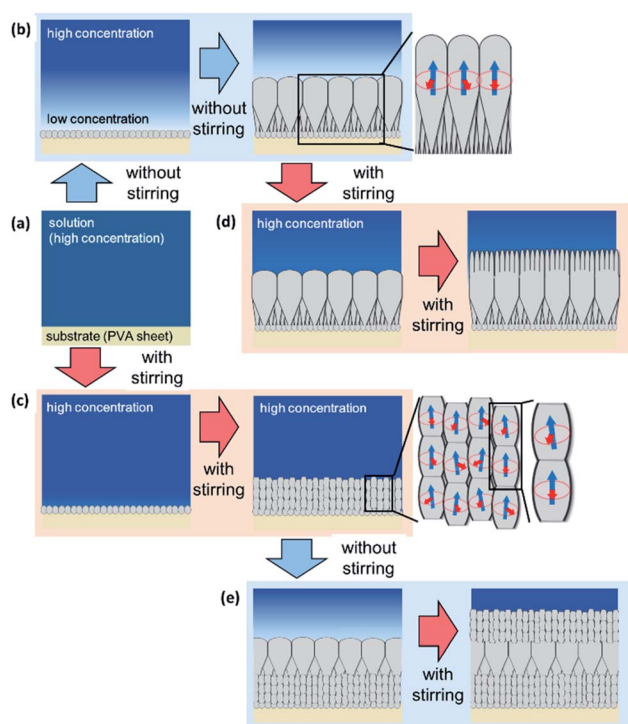 (b)
high concentration
low concentration
without
stirring
without
stirring
with
stirring
(a)
solution
(high concentration)
substrate (PVA sheet)
with
stirring
(d)
high concentration
with
stirring
(c)
high concentration
with
stirring
high concentration
without
stirring
(e)
with
stirring